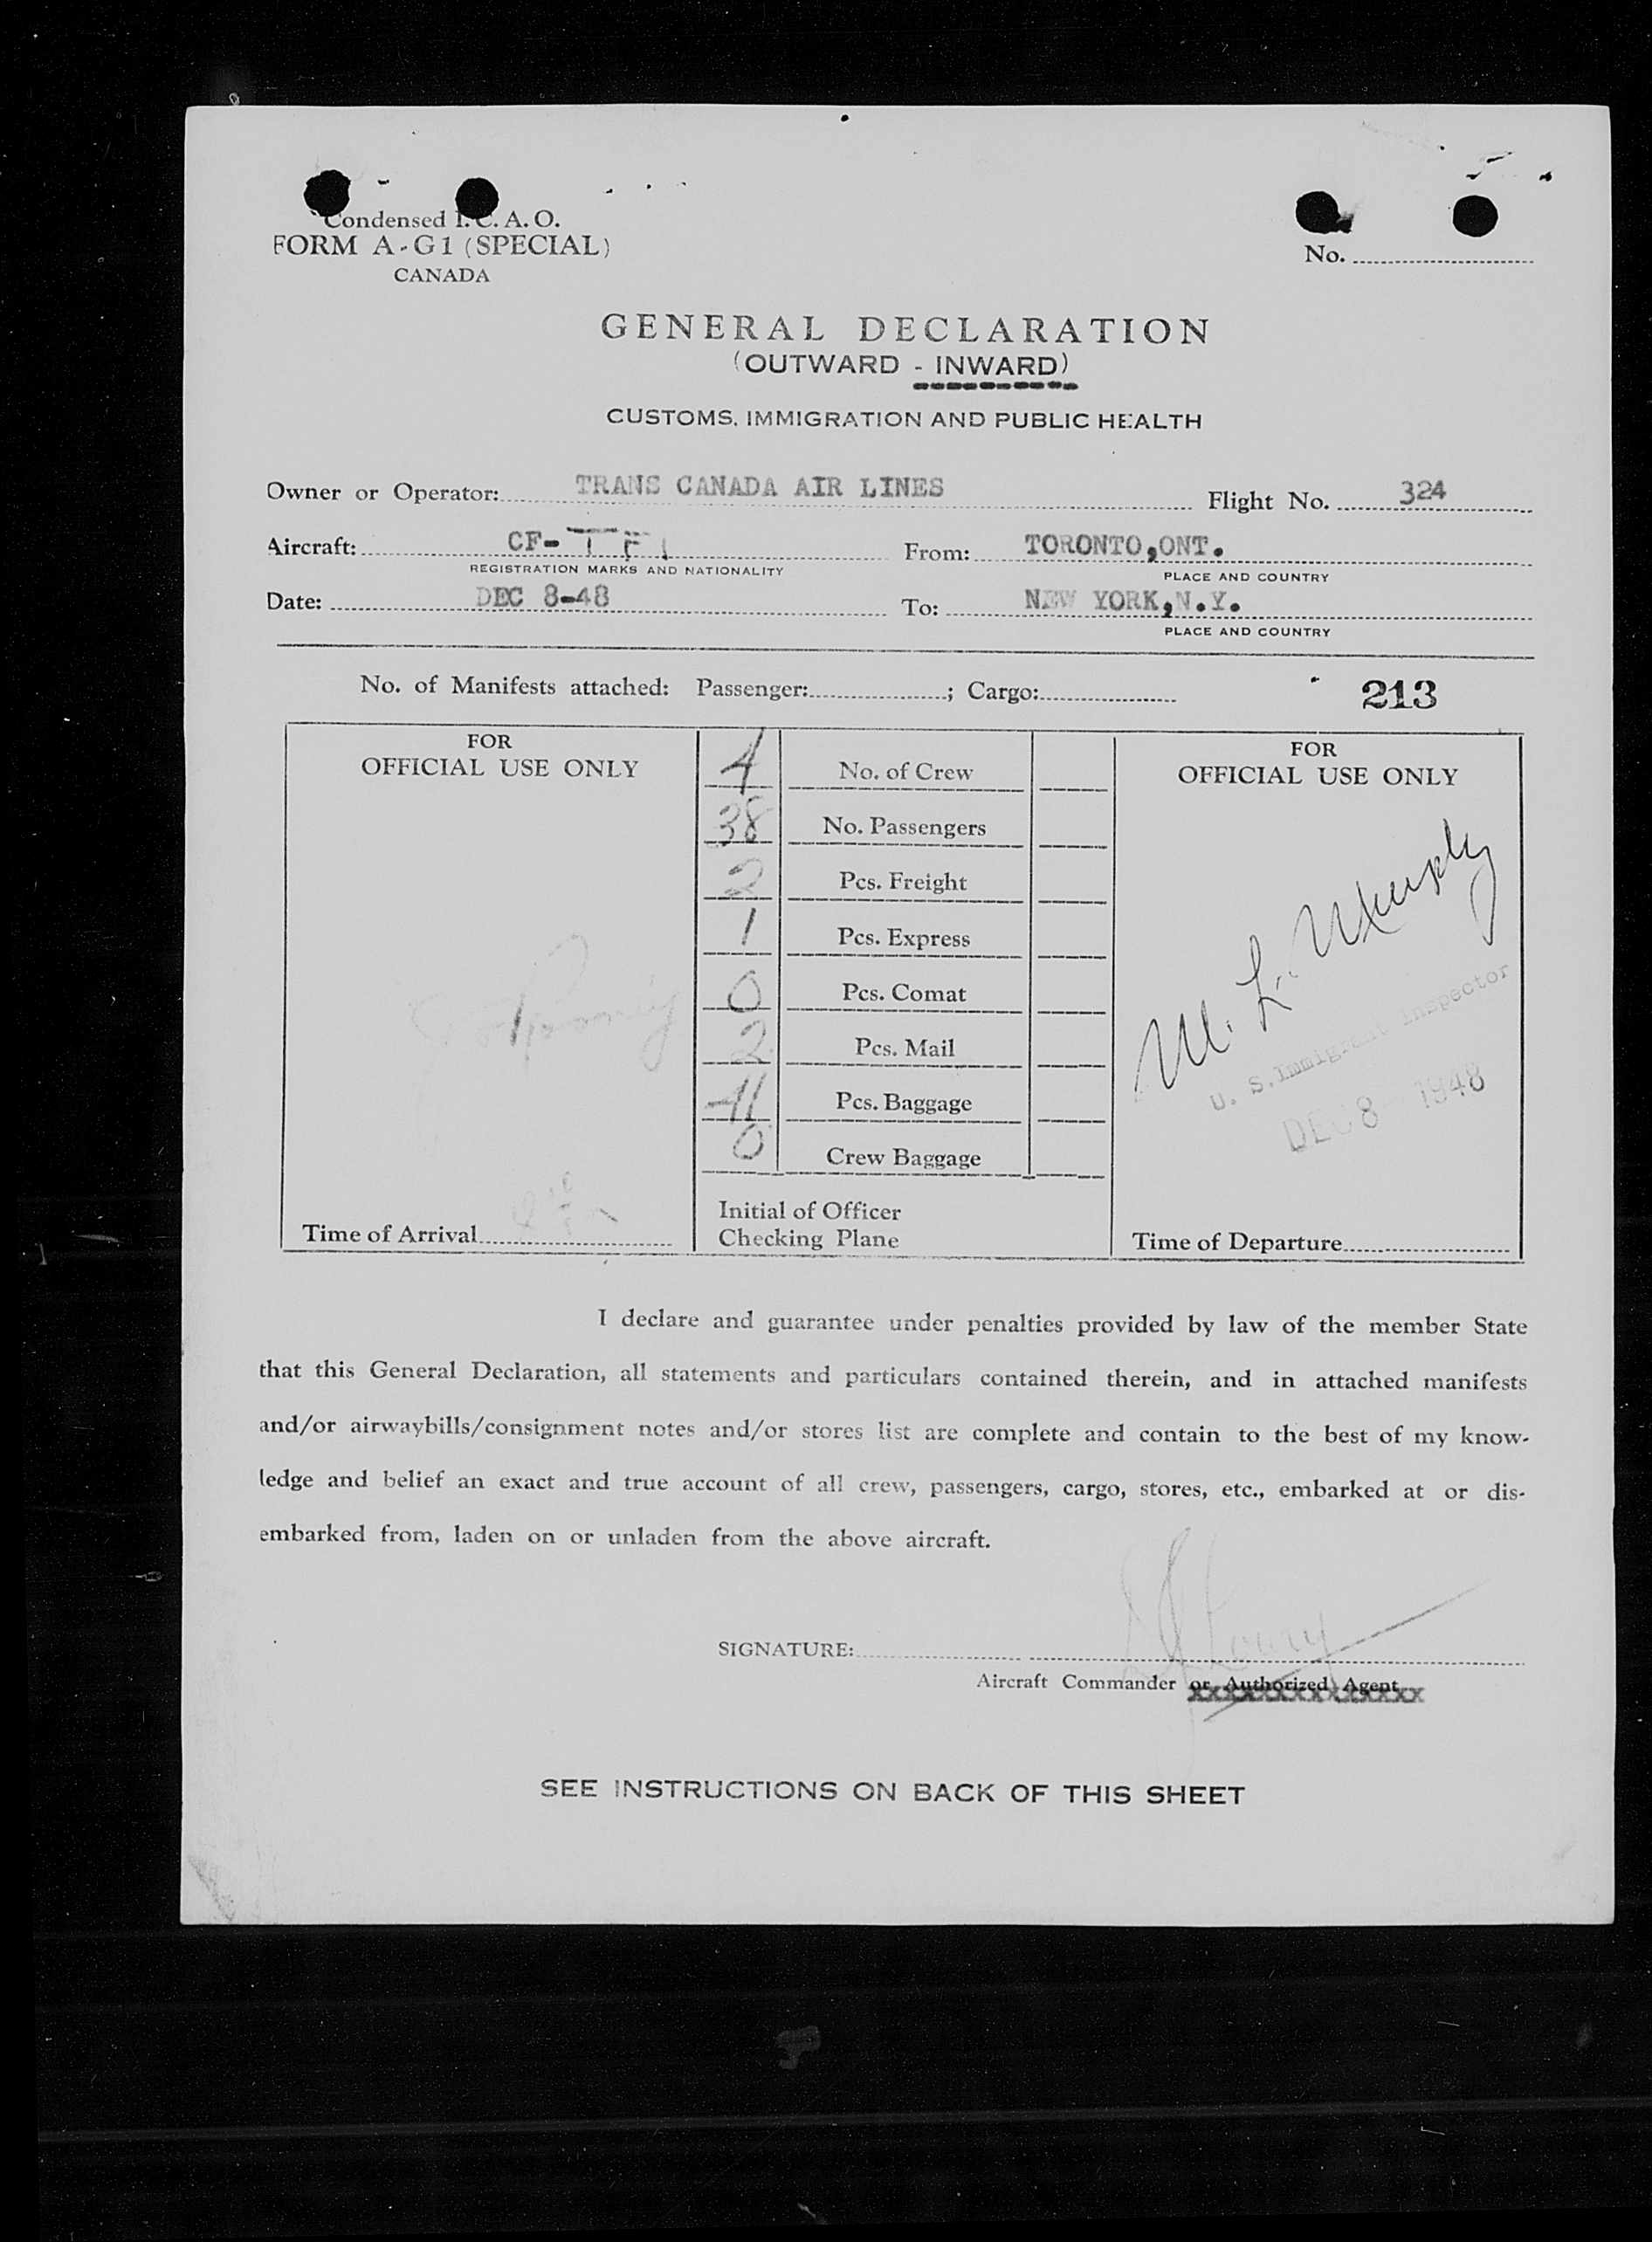 Condensed I.C.A.O.
FORM A-G1 (SPECIAL)
CANADA
No.
GENERAL DECLARATION
(OUTWARD - INWARD)
CUSTOMS, IMMIGRATION AND PUBLIC HEALTH
Owner or Operator: TRANS CANADA AIR LINES Flight No. 324
Aircraft: CF- From: TORONTO,ONT.
REGISTRATION MARKS AND NATIONALITY PLACE AND COUNTRY
Date: DEC 8-48 To: NEW YORK,N.Y.
PLACE AND COUNTRY
No. of Manifests attached: Passenger: ; Cargo: 213
FOR
OFFICIAL USE ONLY
4 No. of Crew
38 No. Passengers
2 Pcs. Freight
1 Pcs. Express
0 Pcs. Comat
2 Pcs. Mail
41 Pcs. Baggage
0 Crew Baggage
Time of Arrival
Initial of Officer
Checking Plane
FOR
OFFICIAL USE ONLY
M. L. Murphy
U. S. Immigrant Inspector
DEC 8 1948
Time of Departure
I declare and guarantee under penalties provided by law of the member State
that this General Declaration, all statements and particulars contained therein, and in attached manifests
and/or airwaybills/consignment notes and/or stores list are complete and contain to the best of my know-
ledge and belief an exact and true account of all crew, passengers, cargo, stores, etc., embarked at or dis-
embarked from, laden on or unladen from the above aircraft.
SIGNATURE:
Aircraft Commander or Authorized Agent
SEE INSTRUCTIONS ON BACK OF THIS SHEET